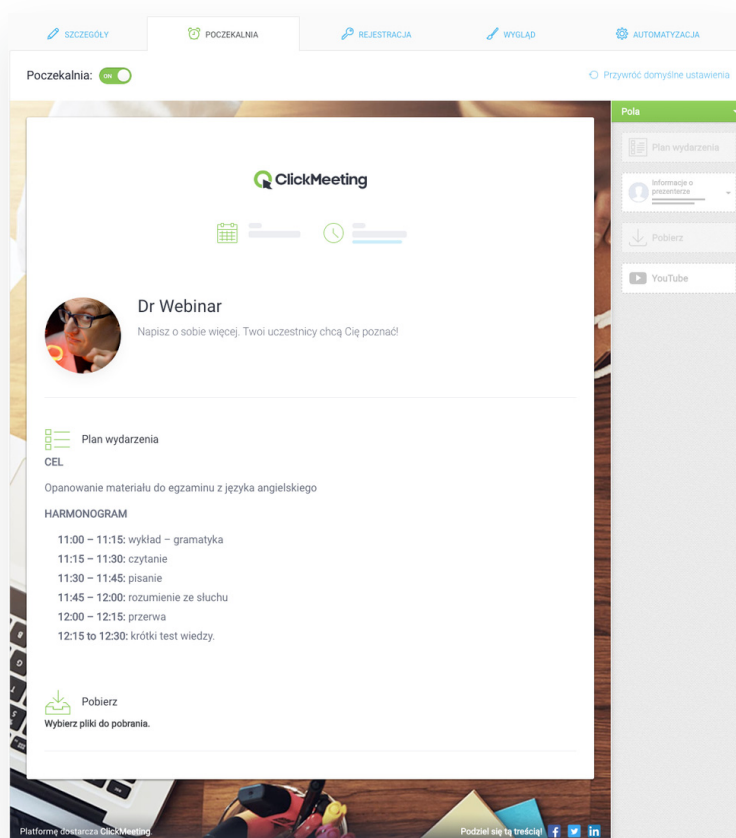 SZCZEGÓŁY
POCZEKALNIA
REJESTRACJA
WYGLĄD
AUTOMATYZACJA
Poczekalnia: ON
Przywróć domyślne ustawienia
Pola
Plan wydarzenia
Informacje o
prezenterze
Pobierz
YouTube
ClickMeeting
Dr Webinar
Napisz o sobie więcej. Twoi uczestnicy chcą Cię poznać!
Plan wydarzenia
CEL
Opanowanie materiału do egzaminu z języka angielskiego
HARMONOGRAM
11:00 – 11:15: wykład – gramatyka
11:15 – 11:30: czytanie
11:30 – 11:45: pisanie
11:45 – 12:00: rozumienie ze słuchu
12:00 – 12:15: przerwa
12:15 to 12:30: krótki test wiedzy.
Pobierz
Wybierz pliki do pobrania.
Platformę dostarcza ClickMeeting.
Podziel się tą treścią!